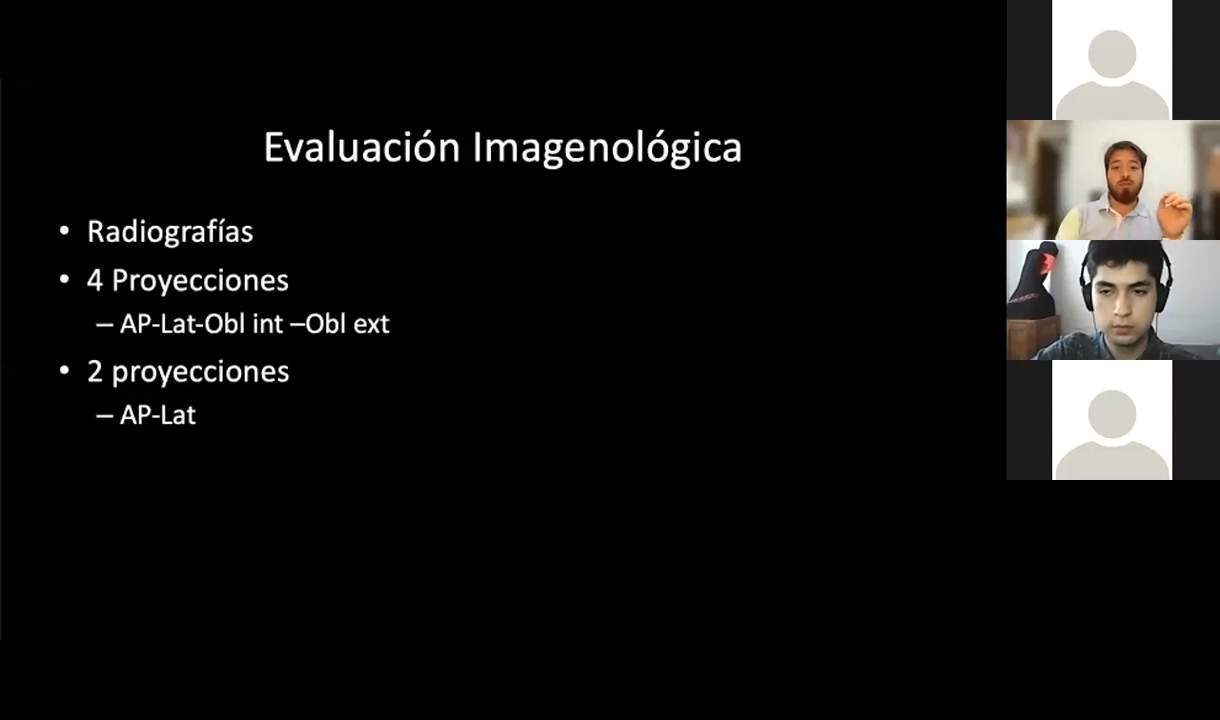 Evaluación Imagenológica
• Radiografías
• 4 Proyecciones
– AP-Lat-Obl int –Obl ext
• 2 proyecciones
– AP-Lat